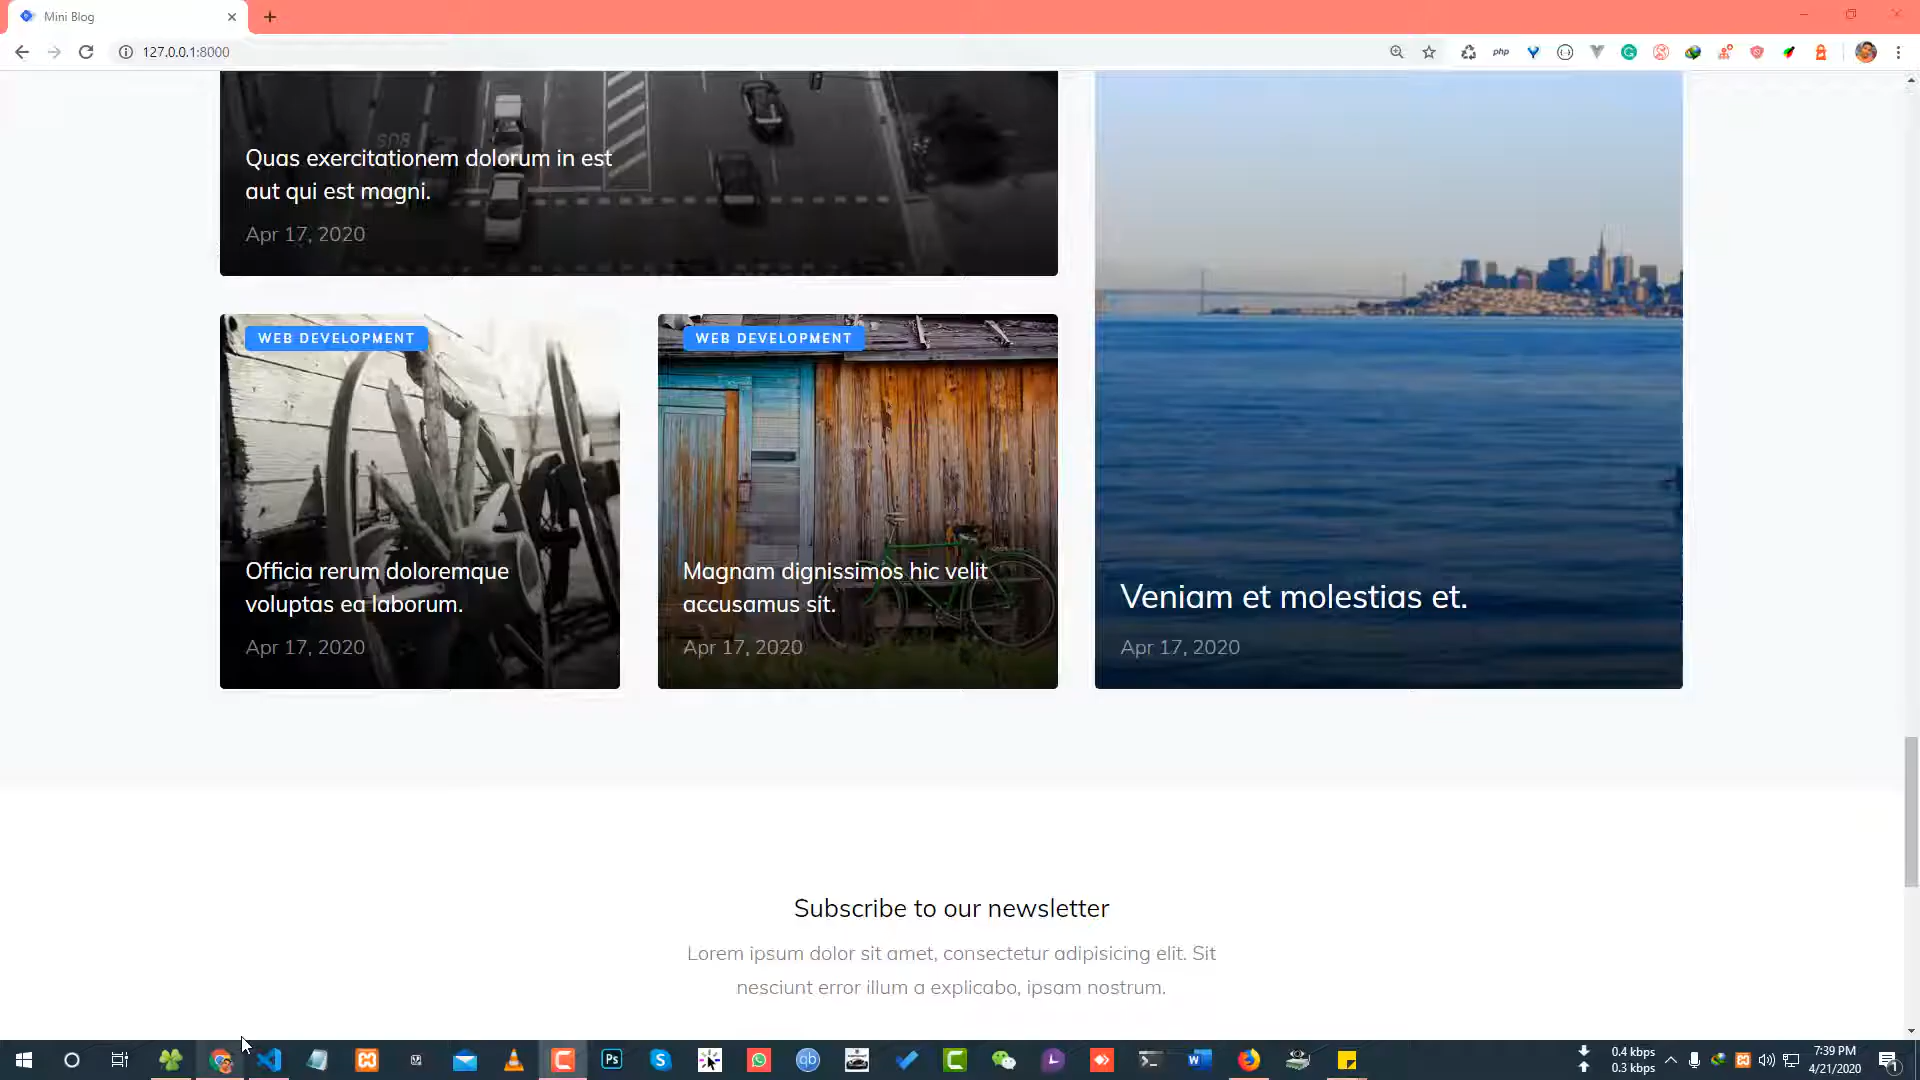 Mini Blog
127.0.0.1:8000
php
Quas exercitationem dolorum in est
aut qui est magni.
Apr 17, 2020
WEB DEVELOPMENT
Officia rerum doloremque
voluptas ea laborum.
Apr 17, 2020
WEB DEVELOPMENT
Magnam dignissimos hic velit
accusamus sit.
Apr 17, 2020
Veniam et molestias et.
Apr 17, 2020
Subscribe to our newsletter
Lorem ipsum dolor sit amet, consectetur adipisicing elit. Sit
nesciunt error illum a explicabo, ipsam nostrum.
Ps
qb
0.4 kbps
0.3 kbps
7:39 PM
4/21/2020
1